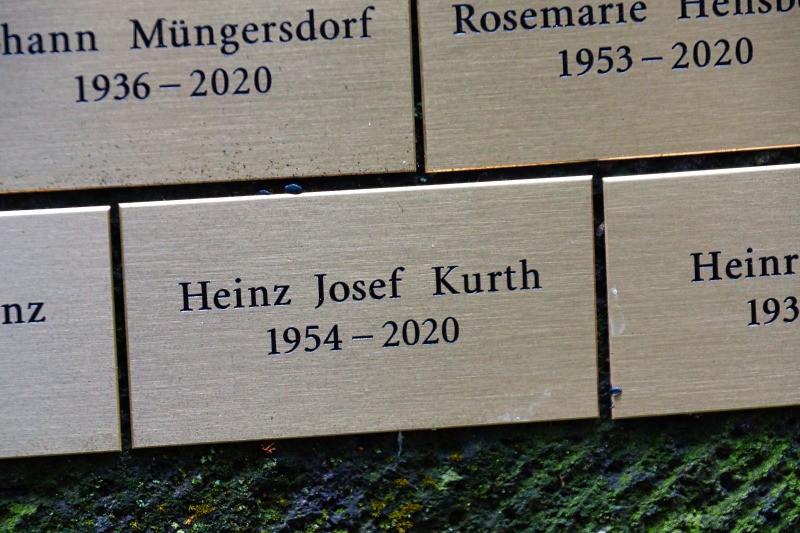 hann Müngersdorf
1936 – 2020
Rosemarie
1953 – 2020
nz
Heinz Josef Kurth
1954 – 2020
Heinr
193